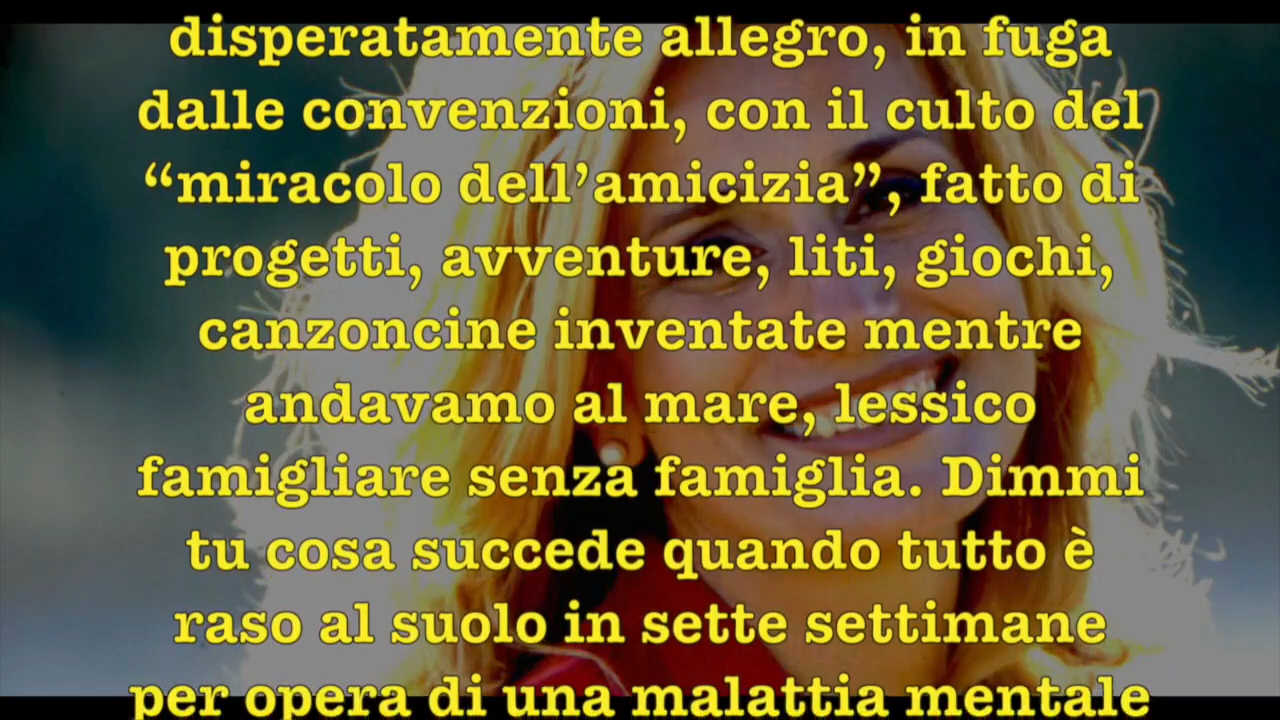 disperatamente allegro, in fuga
dalle convenzioni, con il culto del
“miracolo dell’amicizia”, fatto di
progetti, avventure, liti, giochi,
canzoncine inventate mentre
andavamo al mare, lessico
famigliare senza famiglia. Dimmi
tu cosa succede quando tutto è
raso al suolo in sette settimane
per opera di una malattia mentale